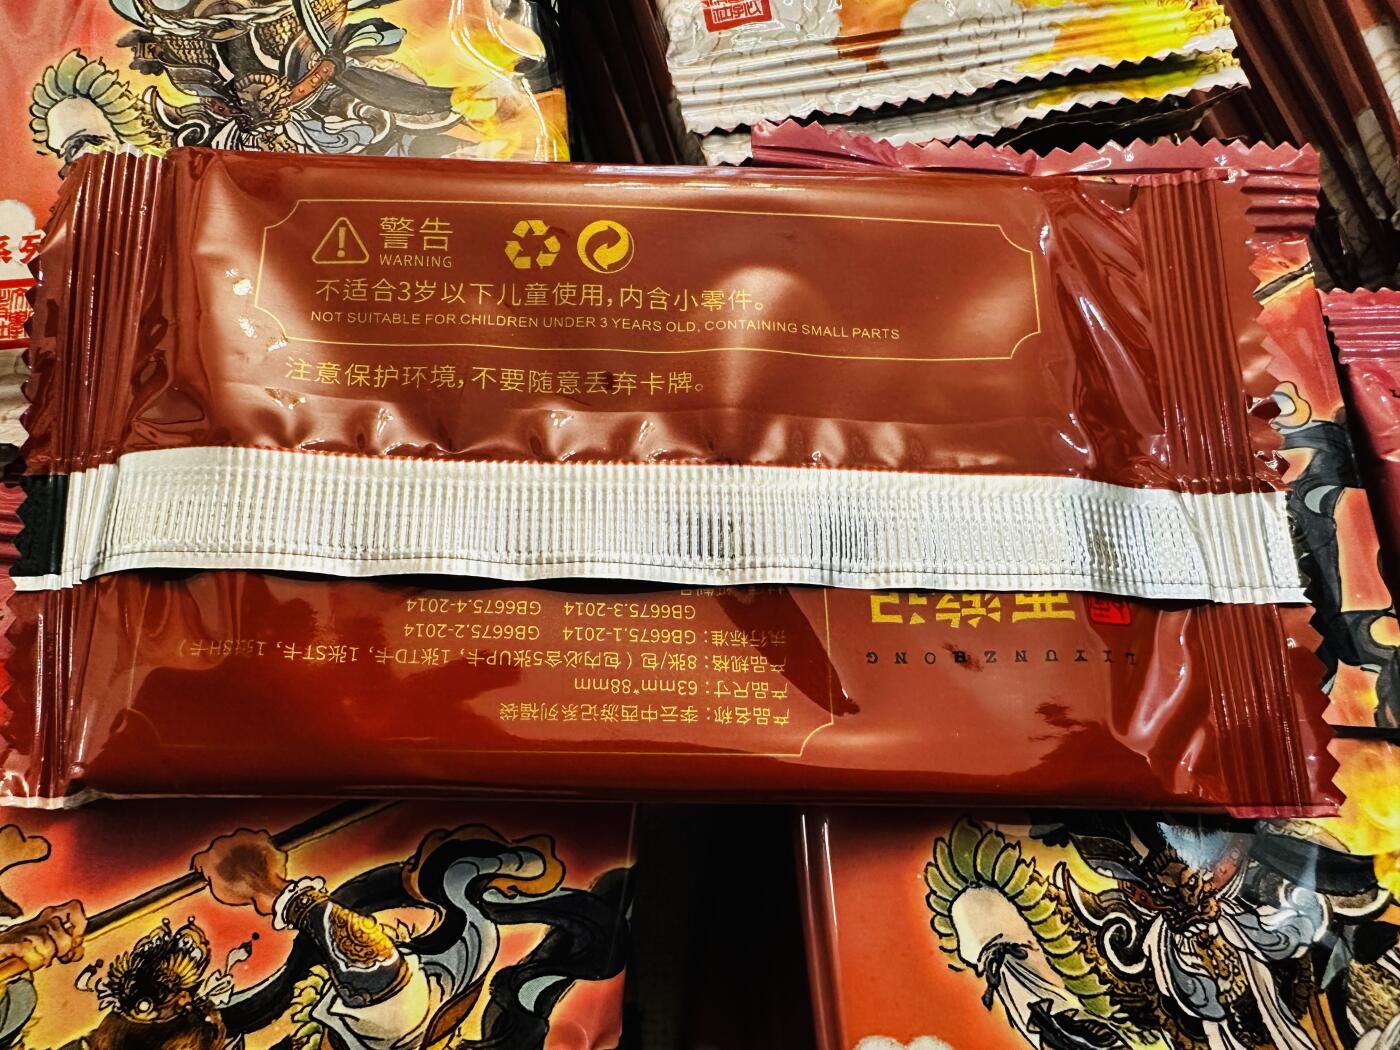 警告
WARNING
不适合3岁以下儿童使用,内含小零件。
NOT SUITABLE FOR CHILDREN UNDER 3 YEARS OLD, CONTAINING SMALL PARTS
注意保护环境,不要随意丢弃卡牌。
产品名称：李云中西游记系列福袋
产品尺寸：63mm*88mm
产品规格：8张/包（包内必含5张UP卡，1张TD卡，1张ST卡，1张SH卡）
执行标准：GB6675.1-2014 GB6675.2-2014
GB6675.3-2014 GB6675.4-2014
LIYUNZHONG
西游记
系列